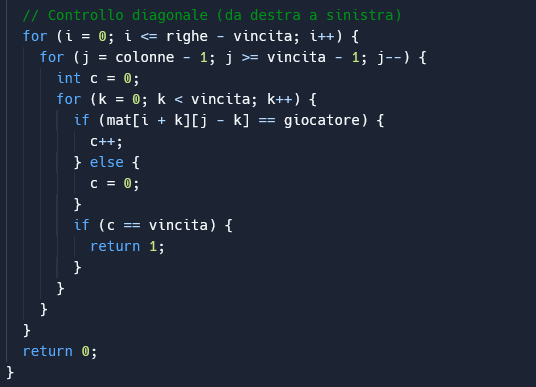 // Controllo diagonale (da destra a sinistra)
for (i = 0; i <= righe - vincita; i++) {
for (j = colonne - 1; j >= vincita - 1; j--) {
int c = 0;
for (k = 0; k < vincita; k++) {
if (mat[i + k][j - k] == giocatore) {
c++;
} else {
c = 0;
}
if (c == vincita) {
return 1;
}
}
}
}
return 0;
}